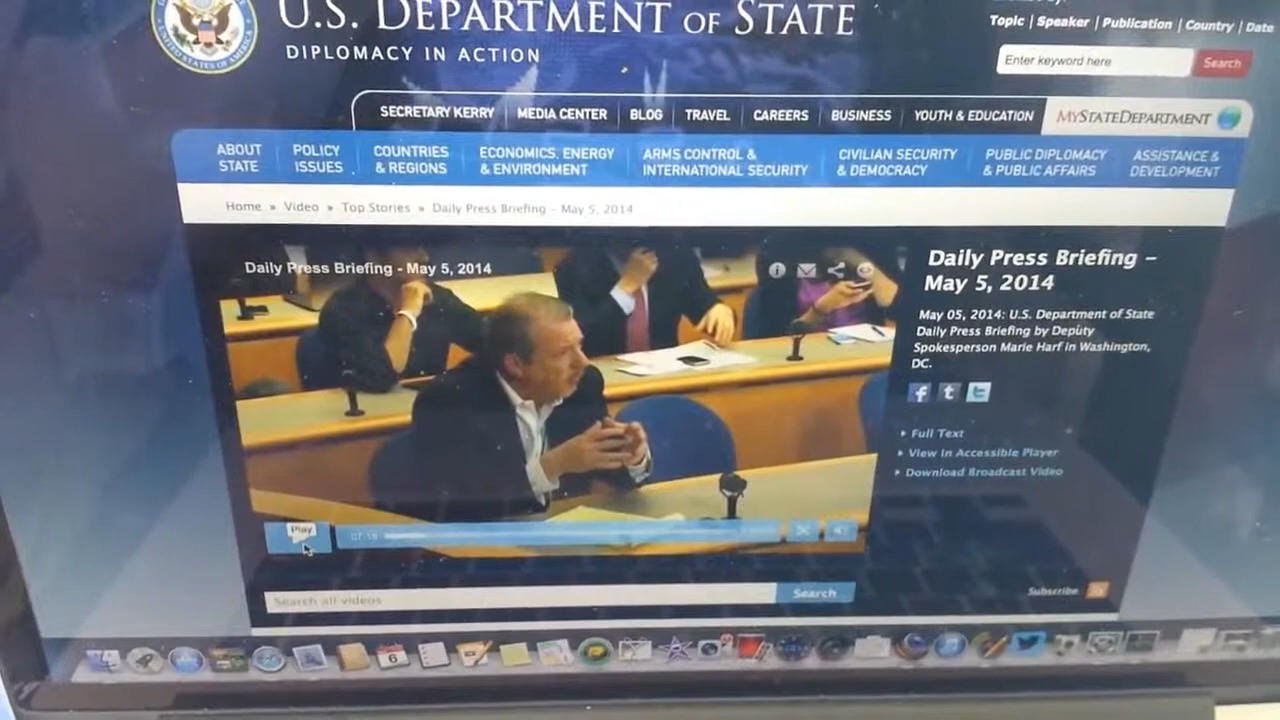 U.S. DEPARTMENT OF STATE
DIPLOMACY IN ACTION
Topic | Speaker | Publication | Country | Date
Enter keyword here
Search
SECRETARY KERRY
MEDIA CENTER
BLOG
TRAVEL
CAREERS
BUSINESS
YOUTH & EDUCATION
MYSTATEDEPARTMENT
ABOUT
STATE
POLICY
ISSUES
COUNTRIES
& REGIONS
ECONOMICS, ENERGY
& ENVIRONMENT
ARMS CONTROL &
INTERNATIONAL SECURITY
CIVILIAN SECURITY
& DEMOCRACY
PUBLIC DIPLOMACY
& PUBLIC AFFAIRS
ASSISTANCE &
DEVELOPMENT
Home » Video » Top Stories » Daily Press Briefing – May 5, 2014
Daily Press Briefing - May 5, 2014
Daily Press Briefing –
May 5, 2014
May 05, 2014: U.S. Department of State
Daily Press Briefing by Deputy
Spokesperson Marie Harf in Washington,
DC.
f t t
Full Text
View in Accessible Player
Download Broadcast Video
Play
07:58
Search all videos
Search
Subscribe
6